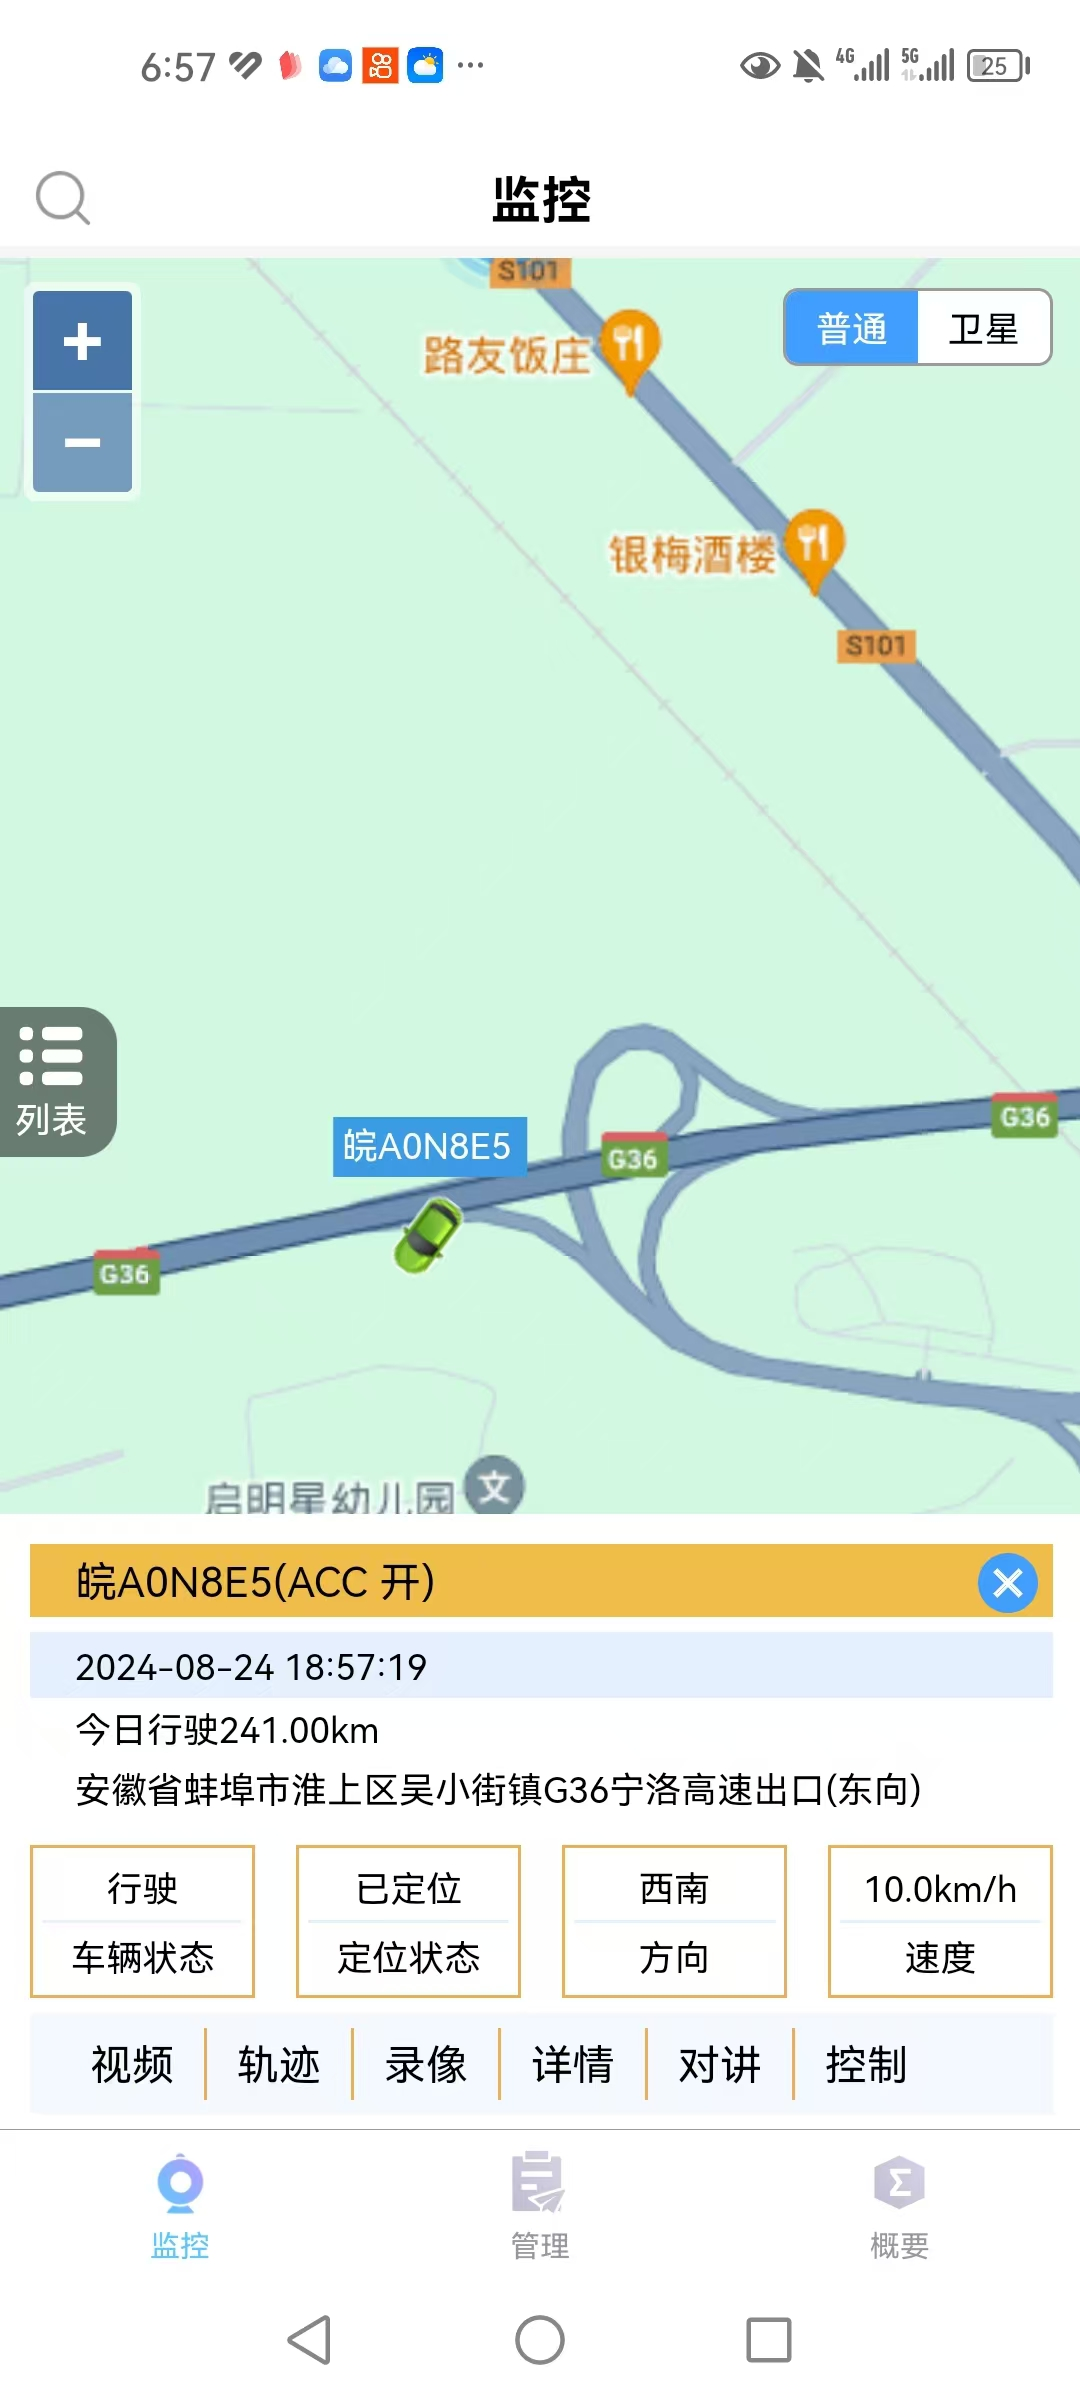 6:57
4G
5G
25
监控
S101
路友饭庄
普通
卫星
银梅酒楼
S101
列表
G36
皖A0N8E5
G36
G36
启明星幼儿园
文
皖A0N8E5(ACC 开)
2024-08-24 18:57:19
今日行驶241.00km
安徽省蚌埠市淮上区吴小街镇G36宁洛高速出口(东向)
行驶
已定位
西南
10.0km/h
车辆状态
定位状态
方向
速度
视频
轨迹
录像
详情
对讲
控制
监控
管理
概要